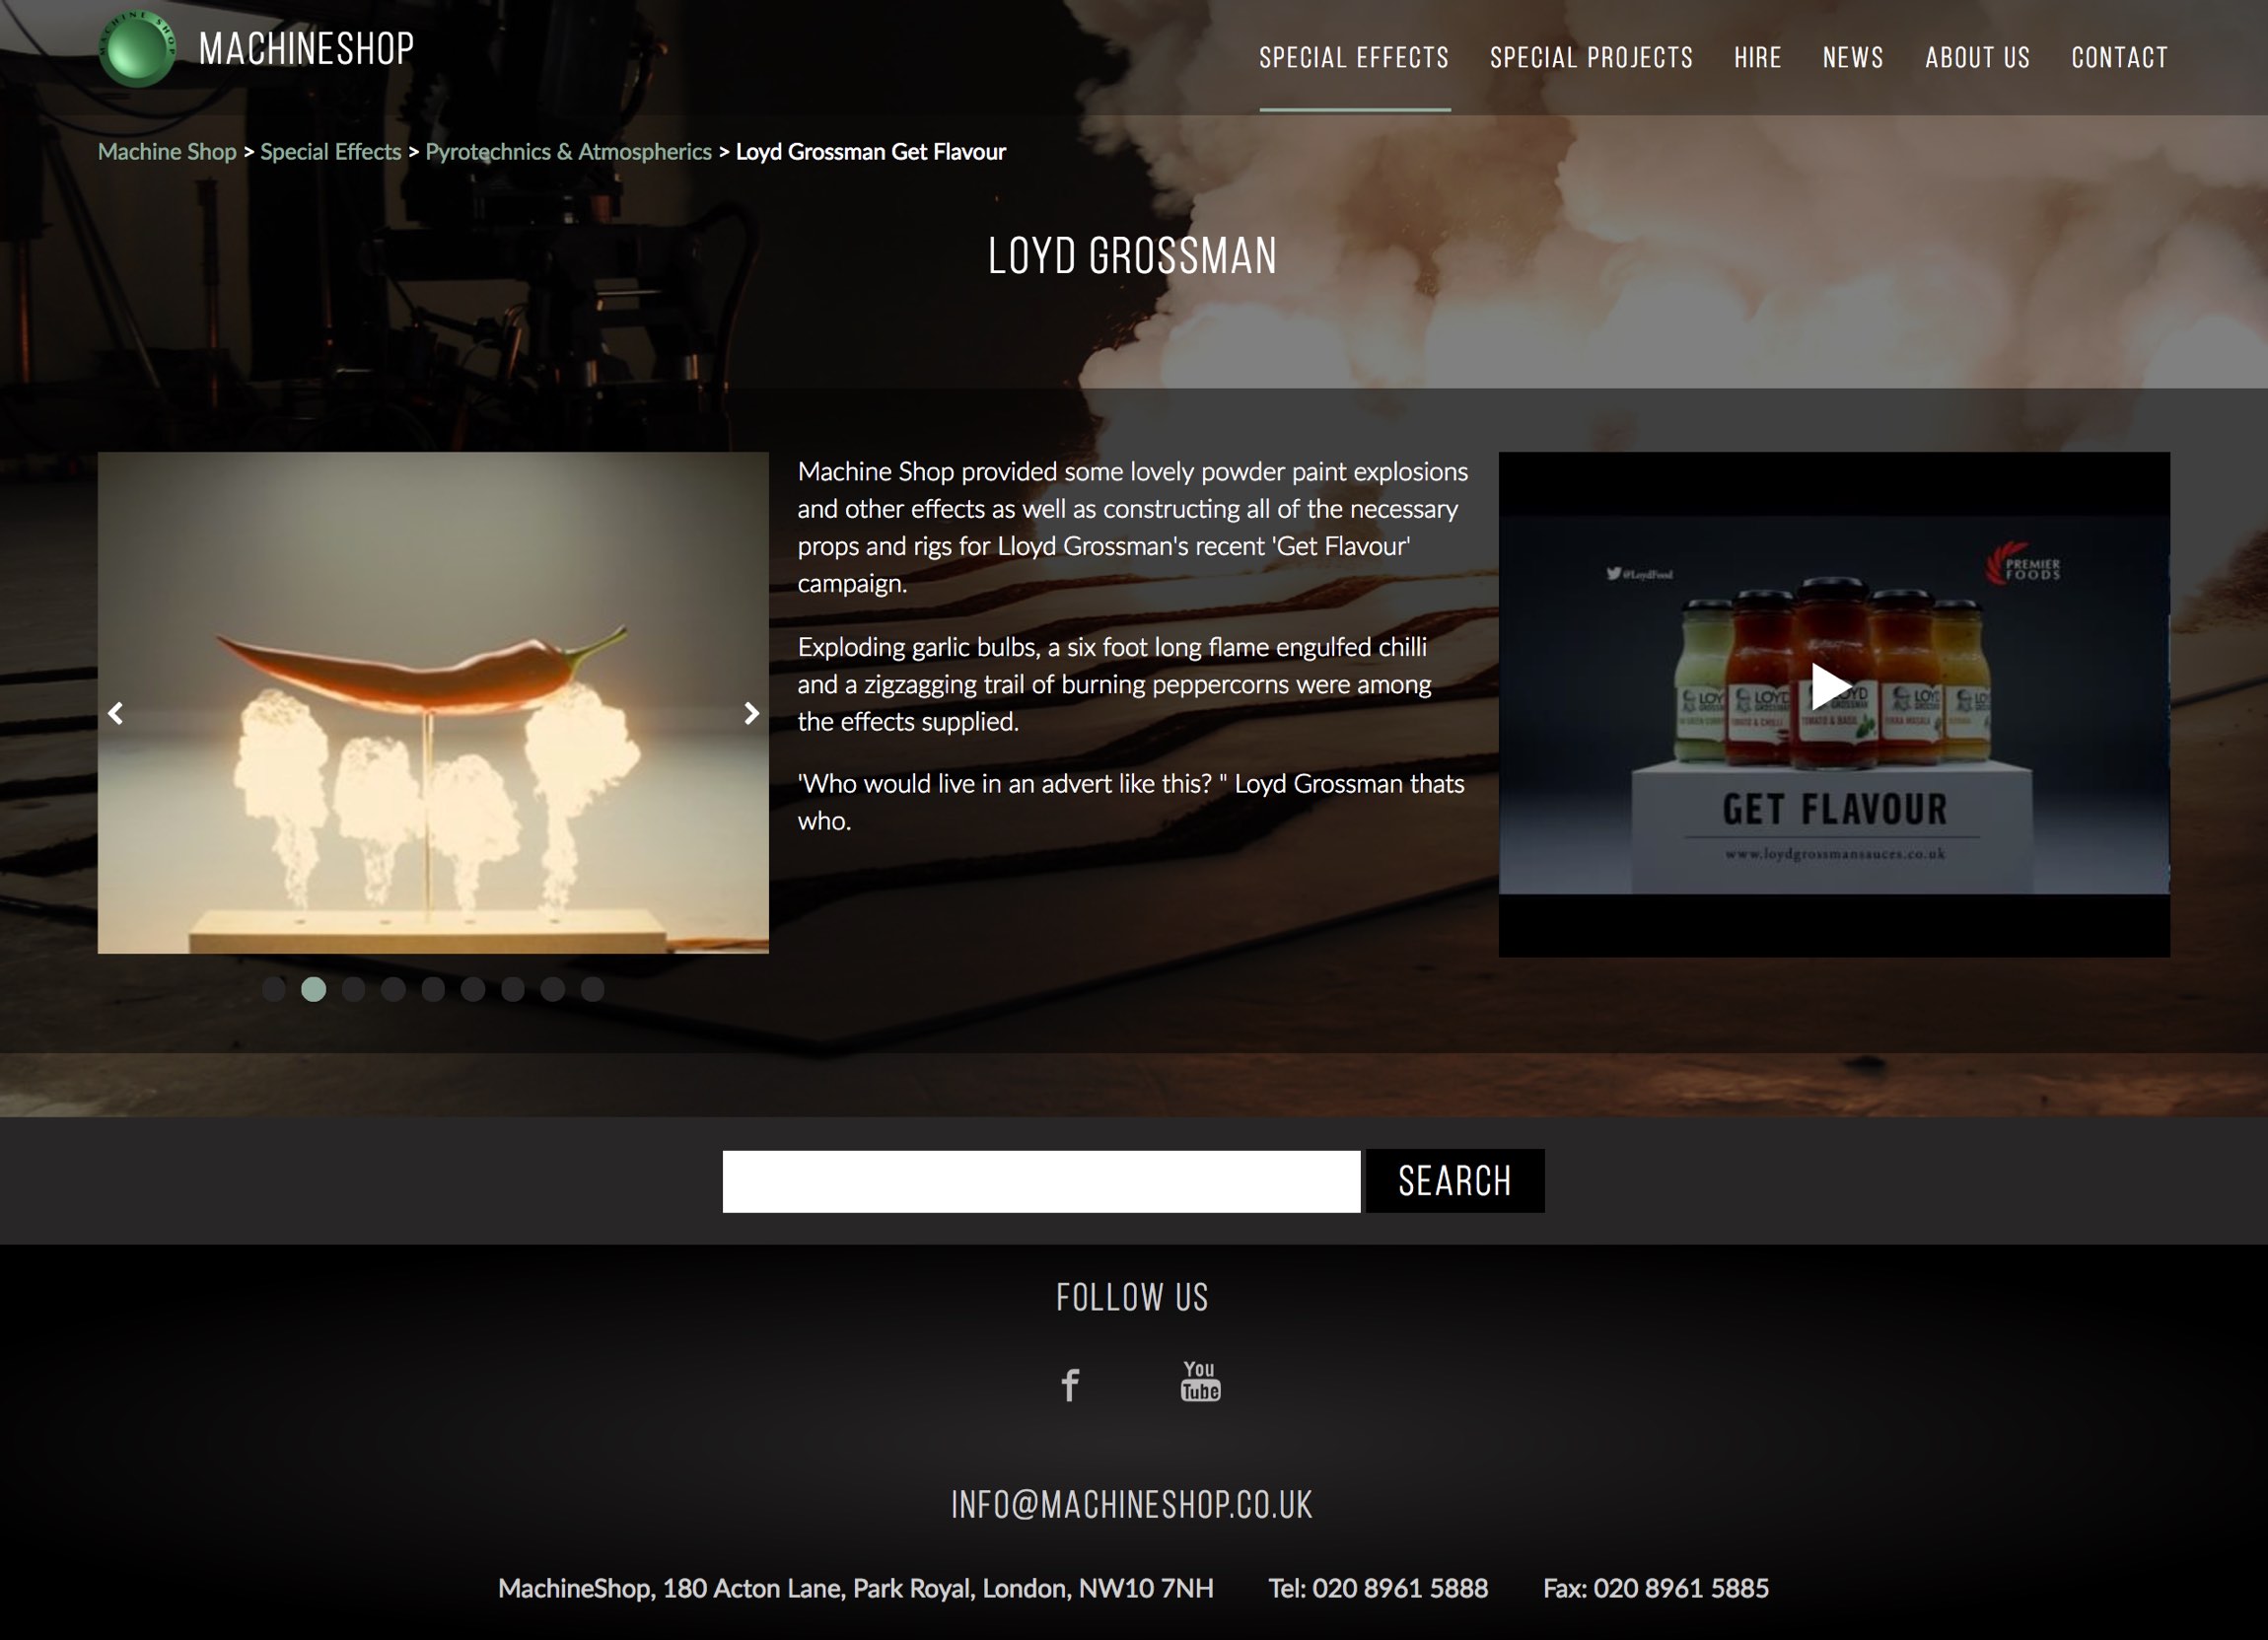 MACHINE SHOP
MACHINESHOP
SPECIAL EFFECTS SPECIAL PROJECTS HIRE NEWS ABOUT US CONTACT
Machine Shop > Special Effects > Pyrotechnics & Atmospherics > Loyd Grossman Get Flavour
LOYD GROSSMAN
Machine Shop provided some lovely powder paint explosions
and other effects as well as constructing all of the necessary
props and rigs for Lloyd Grossman's recent 'Get Flavour'
campaign.
Exploding garlic bulbs, a six foot long flame engulfed chilli
and a zigzagging trail of burning peppercorns were among
the effects supplied.
'Who would live in an advert like this? " Loyd Grossman thats
who.
@LoydFood
PREMIER
FOODS
LOYD
GROSSMAN
TOMATO & CHILLI
TOMATO & BASIL
GET FLAVOUR
www.loydgrossmansauces.co.uk
SEARCH
FOLLOW US
f
You
Tube
INFO@MACHINESHOP.CO.UK
MachineShop, 180 Acton Lane, Park Royal, London, NW10 7NH Tel: 020 8961 5888 Fax: 020 8961 5885